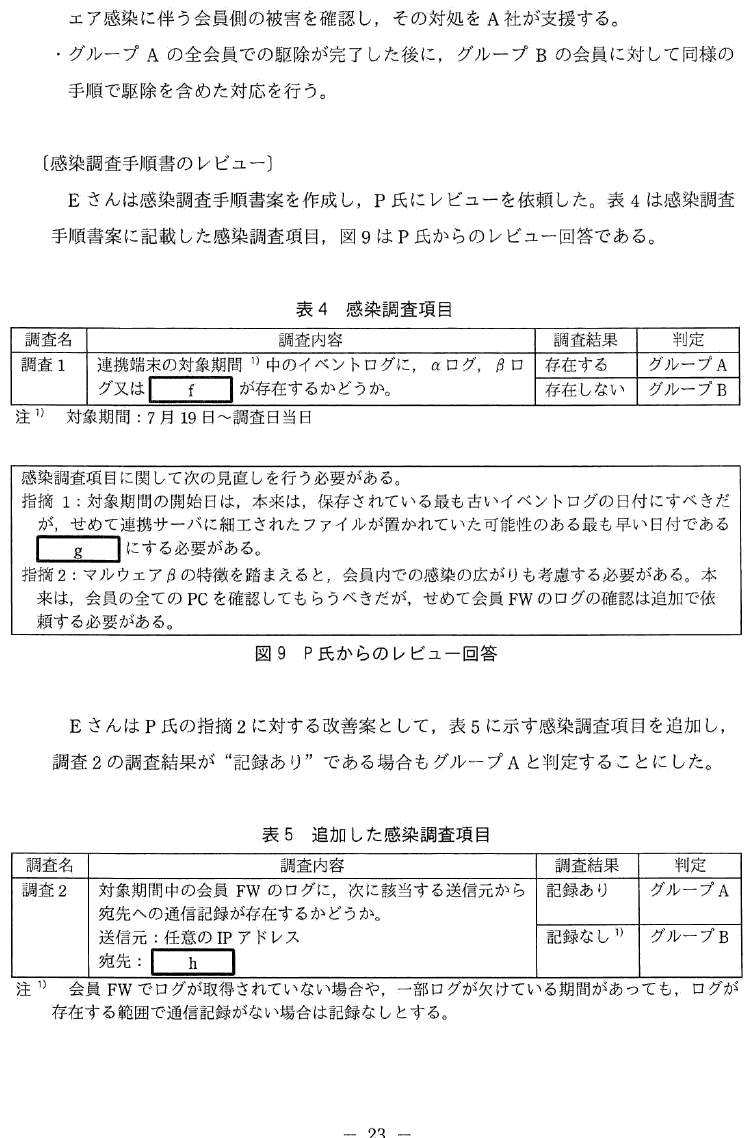 ェア感染に伴う会員側の被害を確認し，その対処を A 社が支援する。
・グループ A の全会員での駆除が完了した後に，グループ B の会員に対して同様の
手順で駆除を含めた対応を行う。
〔感染調査手順書のレビュー〕
E さんは感染調査手順書案を作成し，P 氏にレビューを依頼した。表 4 は感染調査
手順書案に記載した感染調査項目，図 9 は P 氏からのレビュー回答である。
表 4 感染調査項目
調査名 調査内容 調査結果 判定
調査 1 連携端末の対象期間 1) 中のイベントログに，αログ，βロ 存在する グループ A
グ又は f が存在するかどうか。 存在しない グループ B
注 1) 対象期間：7 月 19 日～調査日当日
感染調査項目に関して次の見直しを行う必要がある。
指摘 1：対象期間の開始日は，本来は，保存されている最も古いイベントログの日付にすべきだ
が，せめて連携サーバに細工されたファイルが置かれていた可能性のある最も早い日付である
g にする必要がある。
指摘 2：マルウェアβの特徴を踏まえると，会員内での感染の広がりも考慮する必要がある。本
来は，会員の全ての PC を確認してもらうべきだが，せめて会員 FW のログの確認は追加で依
頼する必要がある。
図 9 P 氏からのレビュー回答
E さんは P 氏の指摘 2 に対する改善案として，表 5 に示す感染調査項目を追加し，
調査 2 の調査結果が“記録あり”である場合もグループ A と判定することにした。
表 5 追加した感染調査項目
調査名 調査内容 調査結果 判定
調査 2 対象期間中の会員 FW のログに，次に該当する送信元から 記録あり グループ A
宛先への通信記録が存在するかどうか。
送信元：任意の IP アドレス 記録なし 1) グループ B
宛先： h
注 1) 会員 FW でログが取得されていない場合や，一部ログが欠けている期間があっても，ログが
存在する範囲で通信記録がない場合は記録なしとする。
－ 23 －